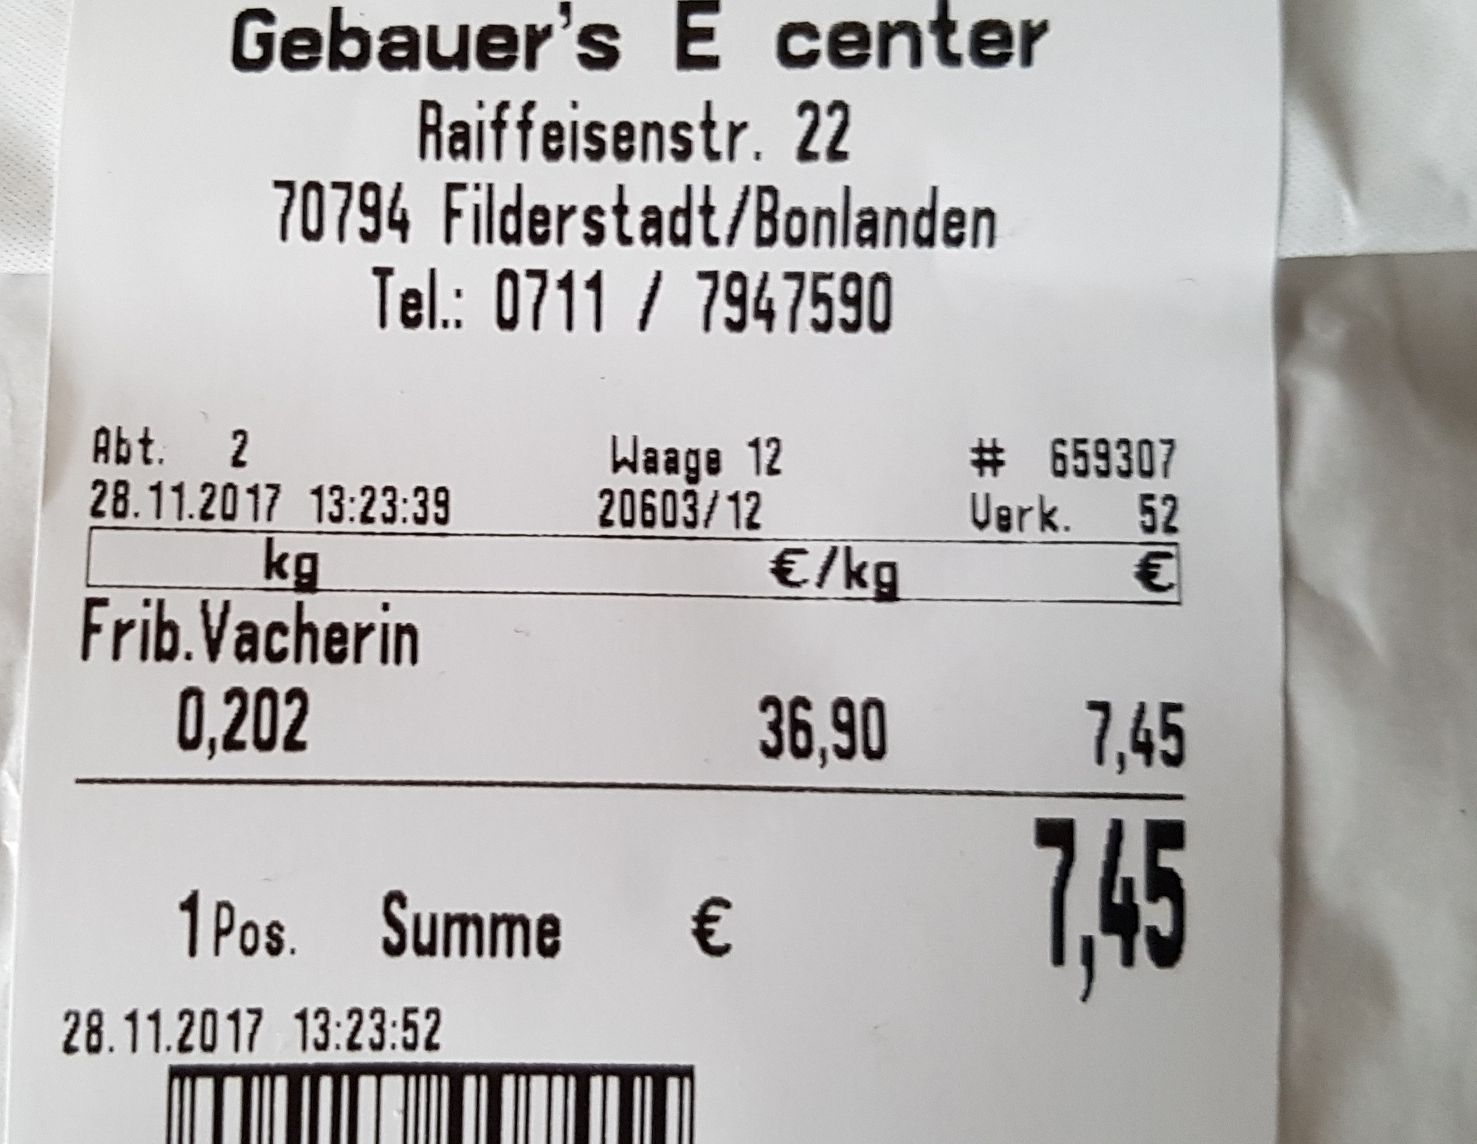 Gebauer's E center
Raiffeisenstr. 22
70794 Filderstadt/Bonlanden
Tel.: 0711 / 7947590
Abt. 2 Waage 12 # 659307
28.11.2017 13:23:39 20603/12 Verk. 52
kg €/kg €
Frib.Vacherin
0,202 36,90 7,45
7,45
1 Pos. Summe €
28.11.2017 13:23:52